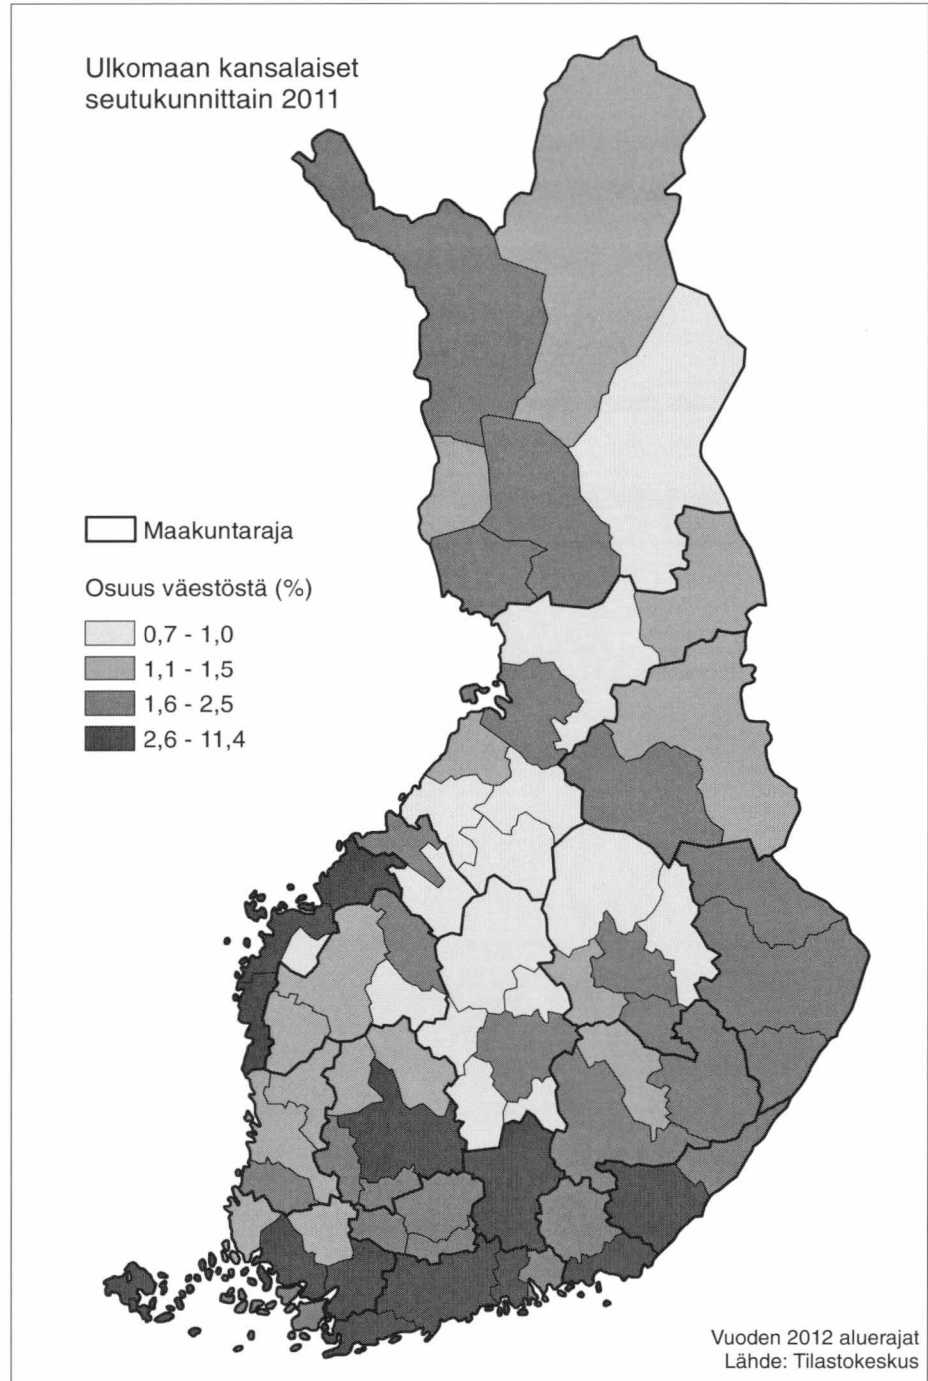 Ulkomaan kansalaiset
seutukunnittain 2011
Maakuntaraja
Osuus väestöstä (%)
0,7 - 1,0
1,1 - 1,5
1,6 - 2,5
2,6 - 11,4
Vuoden 2012 aluerajat
Lähde: Tilastokeskus